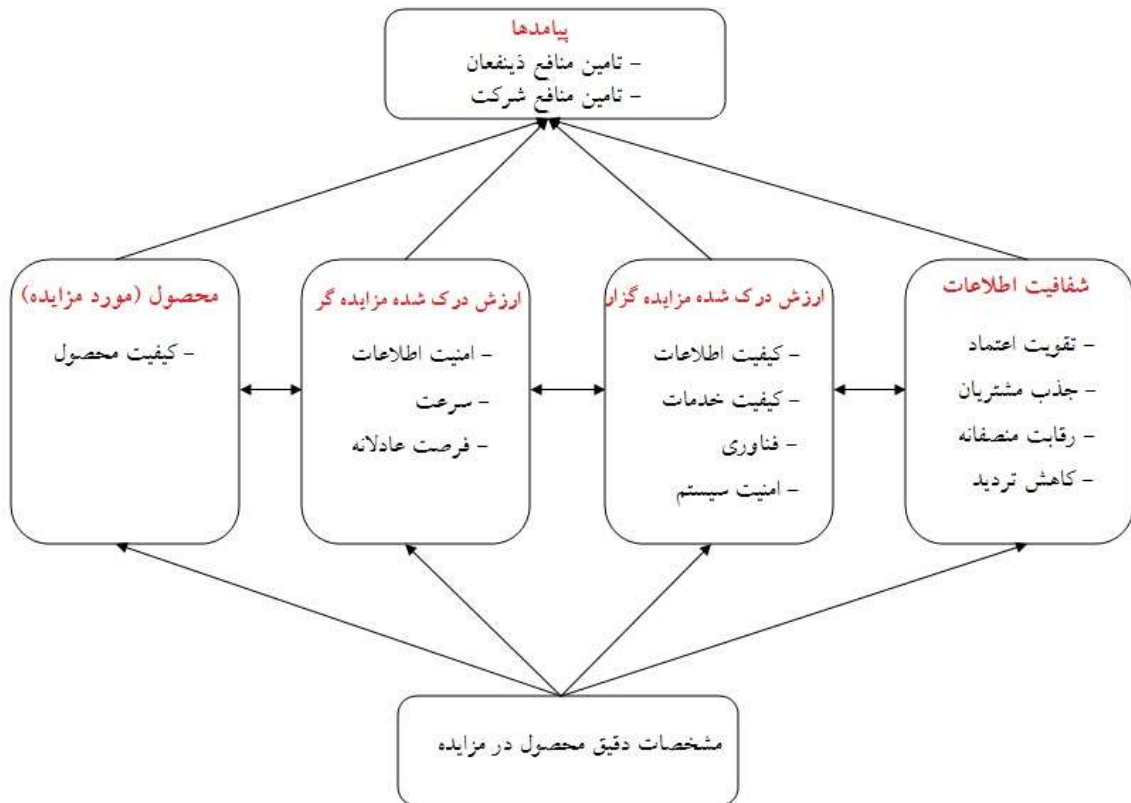 پیامدها
- تامین منافع ذینفعان
- تامین منافع شرکت
شفافیت اطلاعات
- تقویت اعتماد
- جذب مشتریان
- رقابت منصفانه
- کاهش تردید
ارزش درک شده مزایده گزار
- کیفیت اطلاعات
- کیفیت خدمات
- فناوری
- امنیت سیستم
ارزش درک شده مزایده گر
- امنیت اطلاعات
- سرعت
- فرصت عادلانه
محصول (مورد مزایده)
- کیفیت محصول
مشخصات دقیق محصول در مزایده